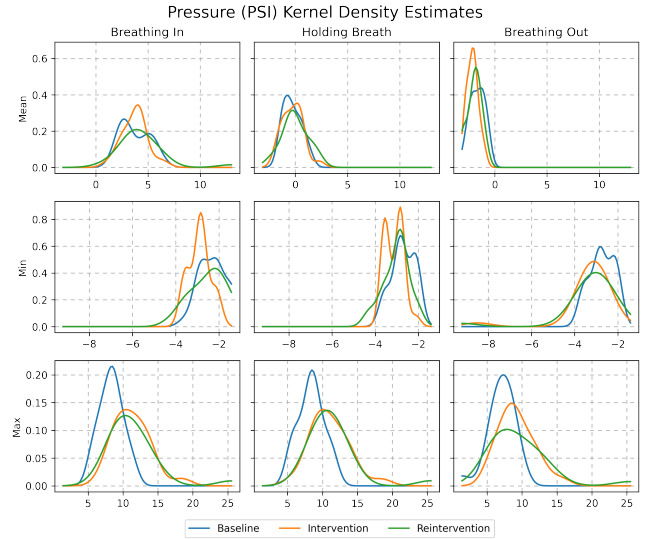 Pressure (PSI) Kernel Density Estimates
Breathing In Holding Breath Breathing Out
Mean
0.6
0.4
0.2
0.0
0 5 10 0 5 10 0 5 10
Min
0.8
0.6
0.4
0.2
0.0
−8 −6 −4 −2 −8 −6 −4 −2 −8 −6 −4 −2
Max
0.20
0.15
0.10
0.05
0.00
5 10 15 20 25 5 10 15 20 25 5 10 15 20 25
Baseline Intervention Reintervention